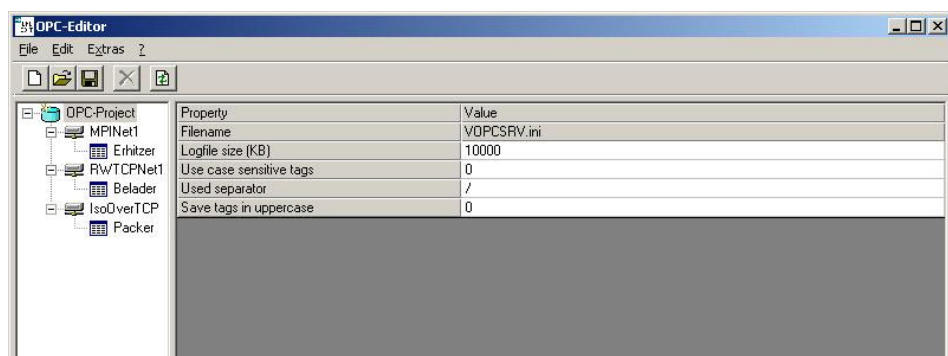 OPC-Editor
File Edit Extras ?
OPC-Project
MPINet1
Erhitzer
RWTCPNet1
Belader
IsoOverTCP
Packer
Property Value
Filename VOPCSRV.ini
Logfile size (KB) 10000
Use case sensitive tags 0
Used separator /
Save tags in uppercase 0